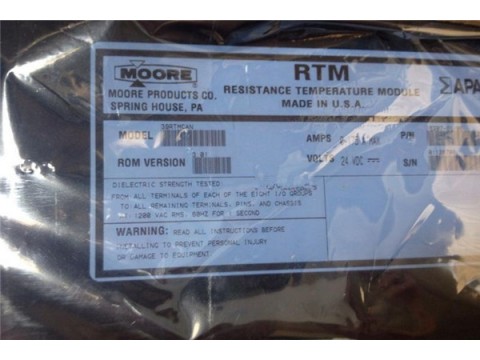 MOORE
MOORE PRODUCTS CO.
SPRING HOUSE, PA
RTM
RESISTANCE TEMPERATURE MODULE
MADE IN U.S.A.
ΣAPA
MODEL
ROM VERSION
AMPS MAX P/N
VOLTS 24 VDC S/N
DIELECTRIC STRENGTH TESTED
FROM ALL TERMINALS OF EACH OF THE EIGHT I/O GROUPS
TO ALL REMAINING TERMINALS, PINS, AND CHASSIS
1200 VAC RMS, 60HZ FOR 1 SECOND
WARNING: READ ALL INSTRUCTIONS BEFORE
INSTALLING TO PREVENT PERSONAL INJURY
OR DAMAGE TO EQUIPMENT